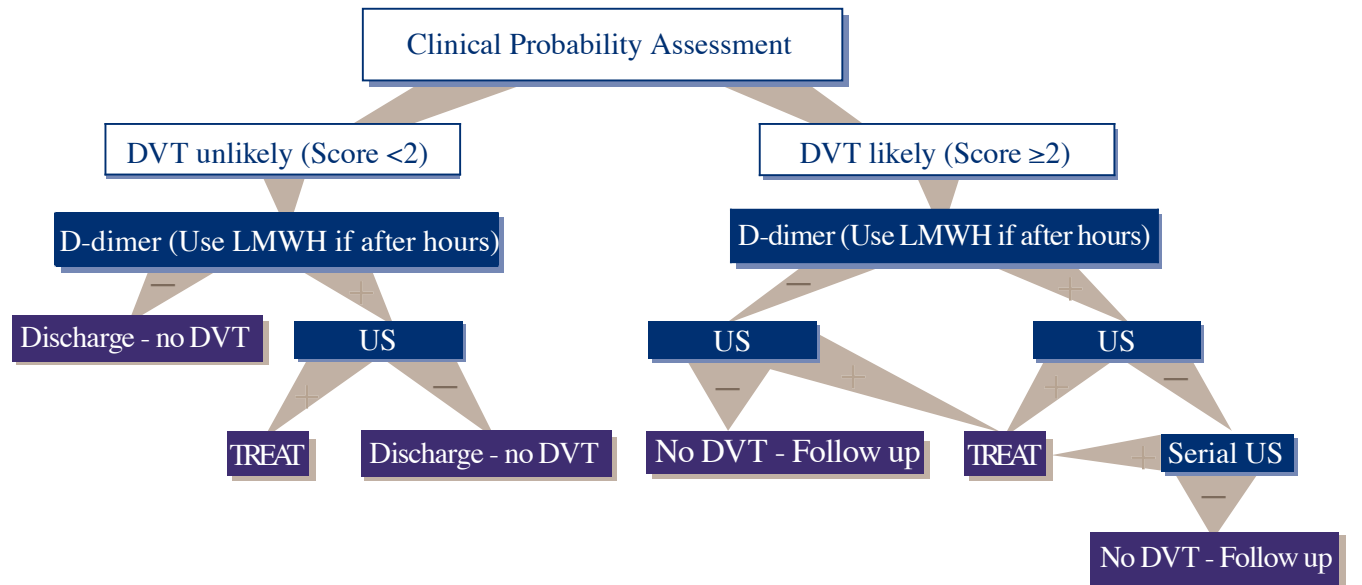 Clinical Probability Assessment
DVT unlikely (Score <2)
DVT likely (Score ≥2)
D-dimer (Use LMWH if after hours)
D-dimer (Use LMWH if after hours)
− + − +
Discharge - no DVT
US
US
US
+ − − + + −
TREAT
Discharge - no DVT
No DVT - Follow up
TREAT
+
Serial US
−
No DVT - Follow up